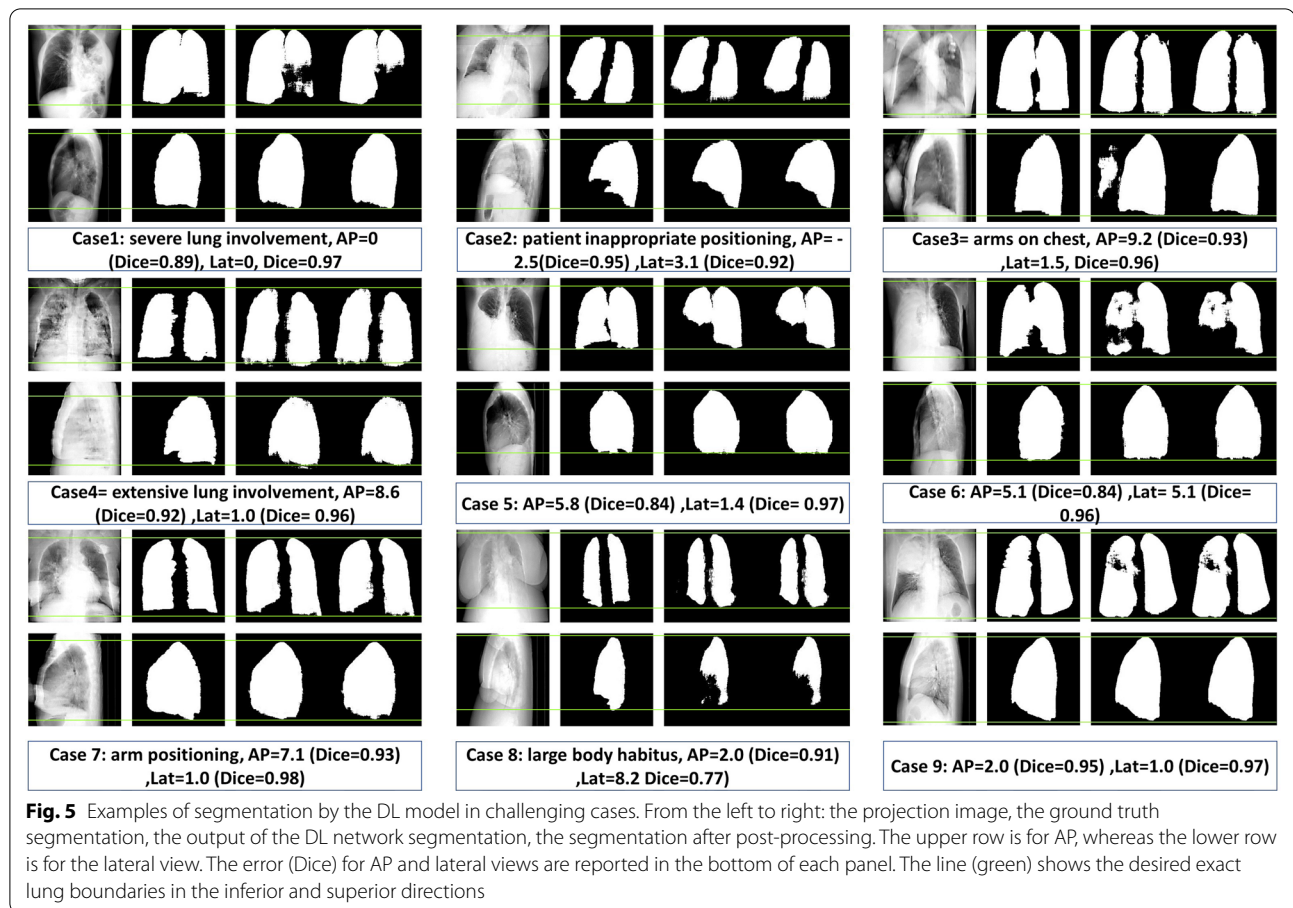 Case1: severe lung involvement, AP=0
(Dice=0.89), Lat=0, Dice=0.97
Case2: patient inappropriate positioning, AP= -
2.5(Dice=0.95) ,Lat=3.1 (Dice=0.92)
Case3= arms on chest, AP=9.2 (Dice=0.93)
,Lat=1.5, Dice=0.96)
Case4= extensive lung involvement, AP=8.6
(Dice=0.92) ,Lat=1.0 (Dice= 0.96)
Case 5: AP=5.8 (Dice=0.84) ,Lat=1.4 (Dice= 0.97)
Case 6: AP=5.1 (Dice=0.84) ,Lat= 5.1 (Dice=
0.96)
Case 7: arm positioning, AP=7.1 (Dice=0.93)
,Lat=1.0 (Dice=0.98)
Case 8: large body habitus, AP=2.0 (Dice=0.91)
,Lat=8.2 Dice=0.77)
Case 9: AP=2.0 (Dice=0.95) ,Lat=1.0 (Dice=0.97)
Fig. 5 Examples of segmentation by the DL model in challenging cases. From the left to right: the projection image, the ground truth
segmentation, the output of the DL network segmentation, the segmentation after post-processing. The upper row is for AP, whereas the lower row
is for the lateral view. The error (Dice) for AP and lateral views are reported in the bottom of each panel. The line (green) shows the desired exact
lung boundaries in the inferior and superior directions